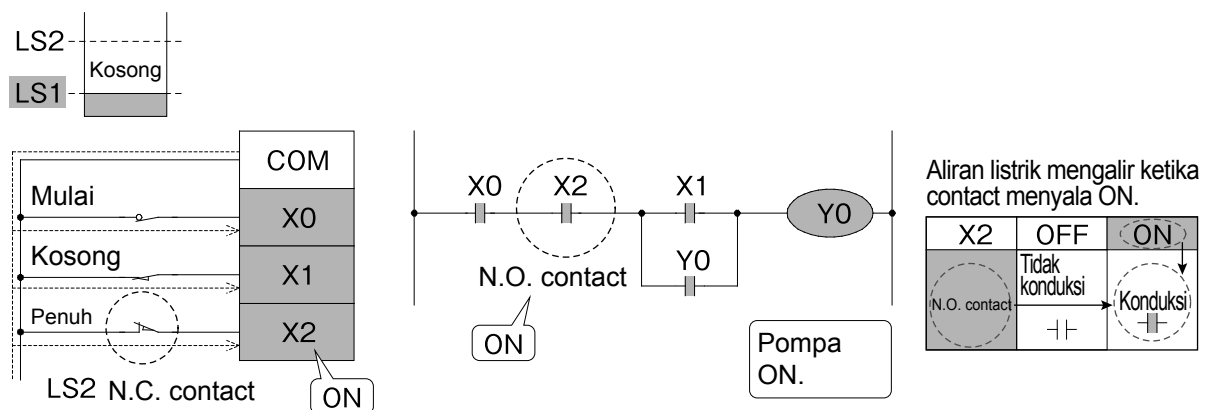 LS2
Kosong
LS1
COM
Mulai
X0
Kosong
X1
Penuh
X2
LS2 N.C. contact
ON
X0 X2 X1
Y0
Y0
N.O. contact
ON
Pompa
ON.
Aliran listrik mengalir ketika
contact menyala ON.
X2 OFF ON
N.O. contact
Tidak
konduksi
Konduksi